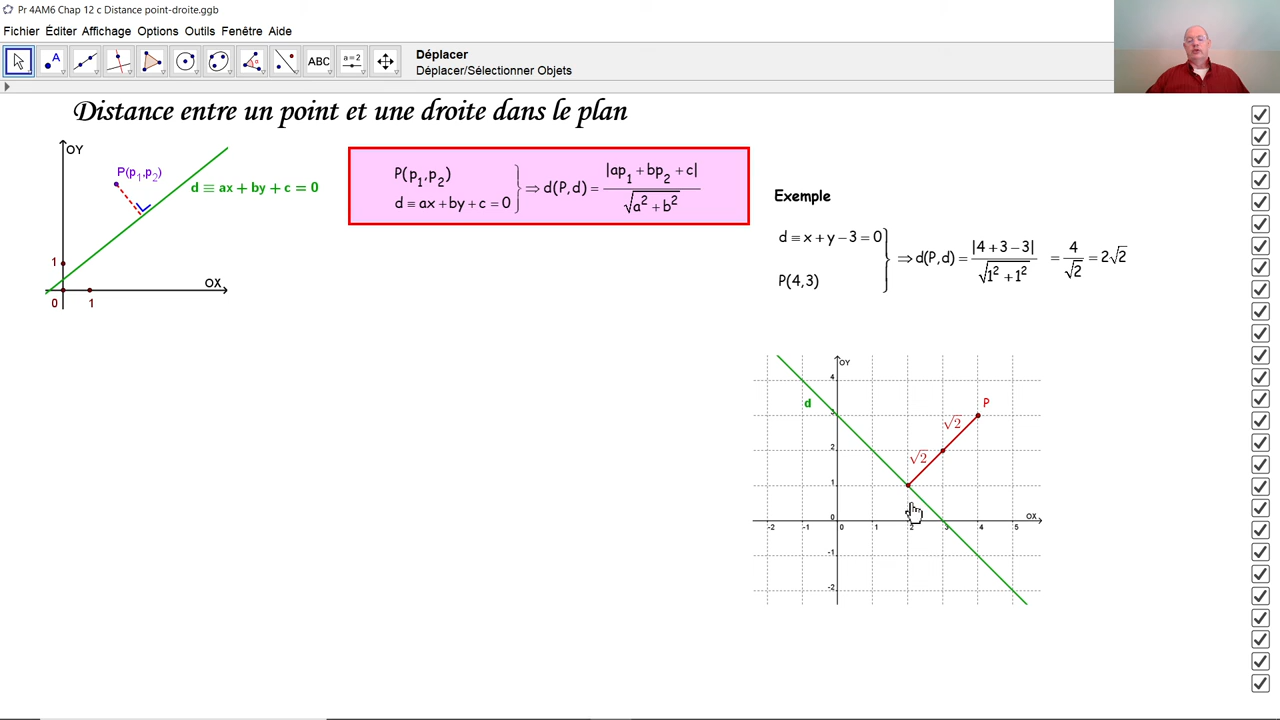 Pr 4AM6 Chap 12 c Distance point-droite.ggb
Fichier Éditer Affichage Options Outils Fenêtre Aide
A ABC a=2 Déplacer
Déplacer/Sélectionner Objets
Distance entre un point et une droite dans le plan
OY
P(p₁,p₂)
d ≡ ax + by + c = 0
1
OX
0 1
P(p₁,p₂)
d ≡ ax + by + c = 0
⇒ d(P,d) = |ap₁ + bp₂ + c| / √(a² + b²)
Exemple
d ≡ x + y − 3 = 0
P(4,3)
⇒ d(P,d) = |4 + 3 − 3| / √(1² + 1²) = 4/√2 = 2√2
OY
4
d
P
3
√2
2
√2
1
0
OX
-2 -1 0 1 2 3 4 5
-1
-2